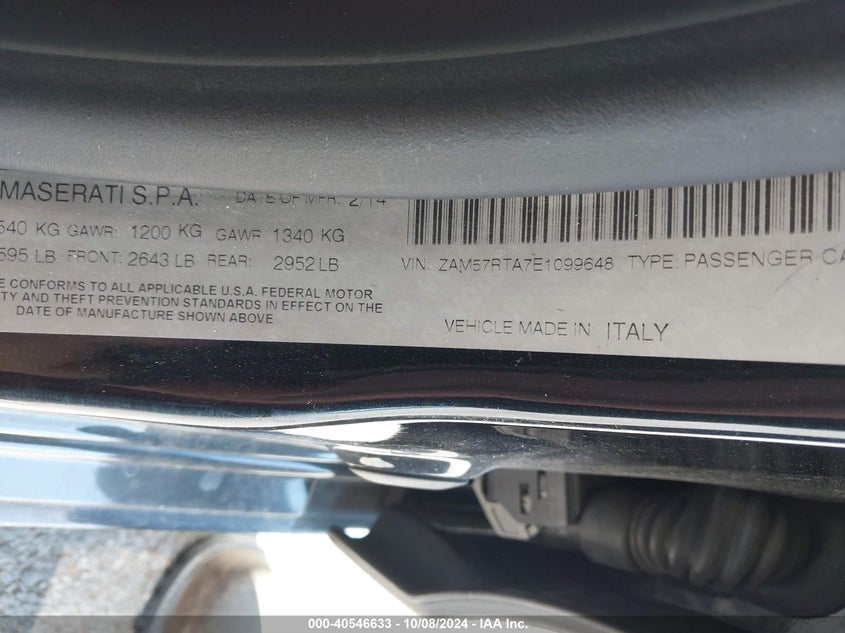 MASERATI S.P.A. DATE OF MFR: 2/14
540 KG GAWR: 1200 KG GAWR 1340 KG
595 LB FRONT: 2643 LB REAR: 2952 LB
VIN: ZAM57RTA7E1099648 TYPE: PASSENGER CA
E CONFORMS TO ALL APPLICABLE U.S.A. FEDERAL MOTOR
TY AND THEFT PREVENTION STANDARDS IN EFFECT ON THE
DATE OF MANUFACTURE SHOWN ABOVE
VEHICLE MADE IN: ITALY
000-40546633 - 10/08/2024 - IAA Inc.